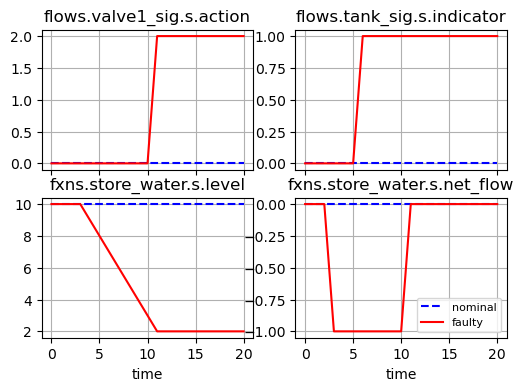 flows.valve1_sig.s.action
flows.tank_sig.s.indicator
2.0
1.5
1.0
0.5
0.0
1.00
0.75
0.50
0.25
0.00
fxns.store_water.s.level
fxns.store_water.s.net_flow
10
8
6
4
2
0.00
−0.25
−0.50
−0.75
−1.00
nominal
faulty
0 5 10 15 20
0 5 10 15 20
time
time